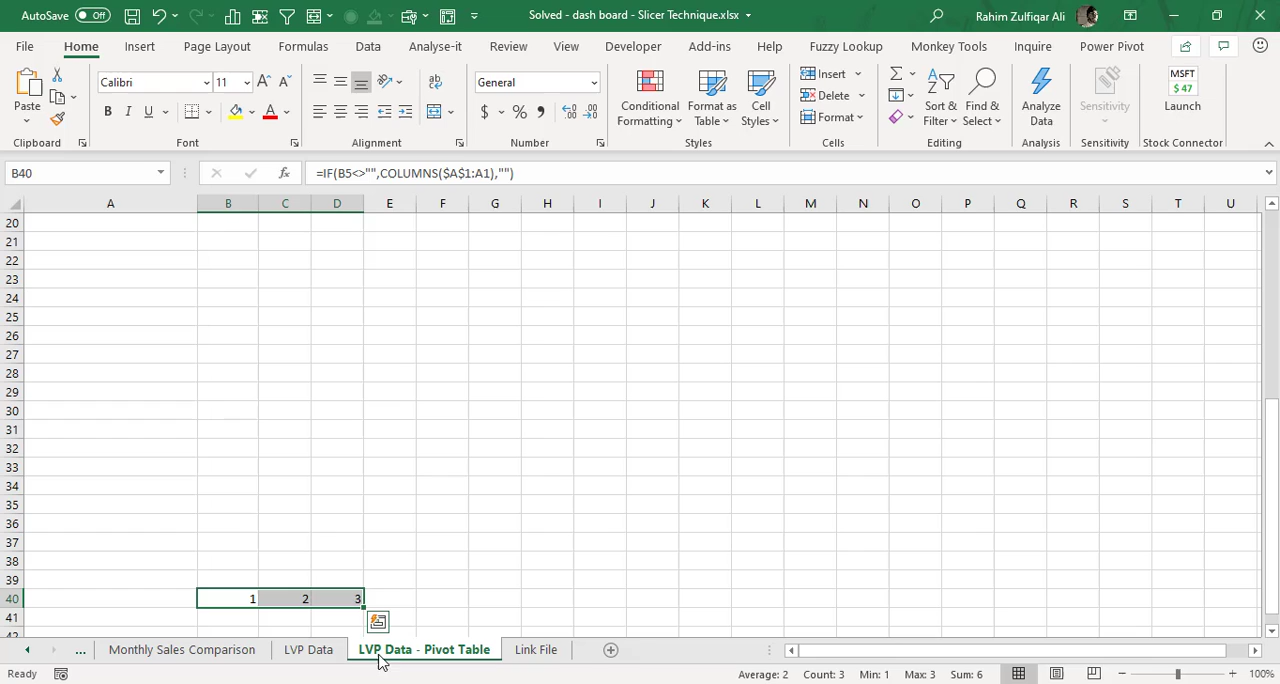 AutoSave Off Solved - dash board - Slicer Technique.xlsx Rahim Zulfiqar Ali
File Home Insert Page Layout Formulas Data Analyse-it Review View Developer Add-ins Help Fuzzy Lookup Monkey Tools Inquire Power Pivot
Paste
Calibri 11
B I U
General
$ % ,
Conditional Formatting
Format as Table
Cell Styles
Insert
Delete
Format
Sort & Filter
Find & Select
Analyze Data
Sensitivity
MSFT
$ 47
Launch
Clipboard Font Alignment Number Styles Cells Editing Analysis Sensitivity Stock Connector
B40 fx =IF(B5<>"",COLUMNS($A$1:A1),"")
A B C D E F G H I J K L M N O P Q R S T U
20
21
22
23
24
25
26
27
28
29
30
31
32
33
34
35
36
37
38
39
40 1 2 3
41
42
... Monthly Sales Comparison LVP Data LVP Data - Pivot Table Link File
Ready Average: 2 Count: 3 Min: 1 Max: 3 Sum: 6 100%